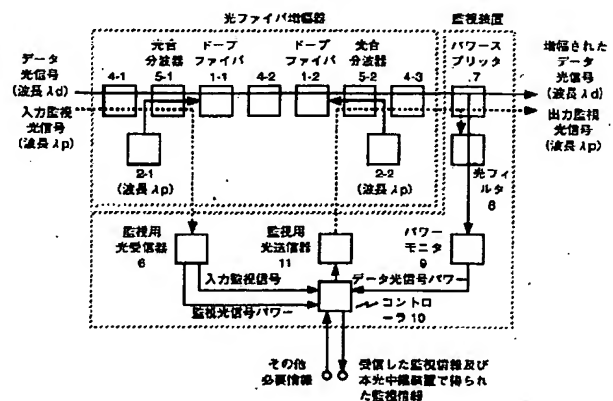 光ファイバ増幅器
監視装置
データ
光信号
(波長λd)
入力監視
光信号
(波長λp)
4-1
光合
分波器
5-1
ドープ
ファイバ
1-1
4-2
ドープ
ファイバ
1-2
光合
分波器
5-2
4-3
パワース
プリッタ
7
増幅された
データ
光信号
(波長λd)
出力監視
光信号
(波長λp)
2-1
(波長λp)
2-2
(波長λp)
光フィ
ルタ
8
監視用
光受信器
6
監視用
光送信器
11
パワー
モニタ
9
入力監視信号
データ光信号パワー
監視光信号パワー
コントロ
ーラ10
その他
必要情報
受信した監視情報及び
本光中継装置で得られ
た監視情報